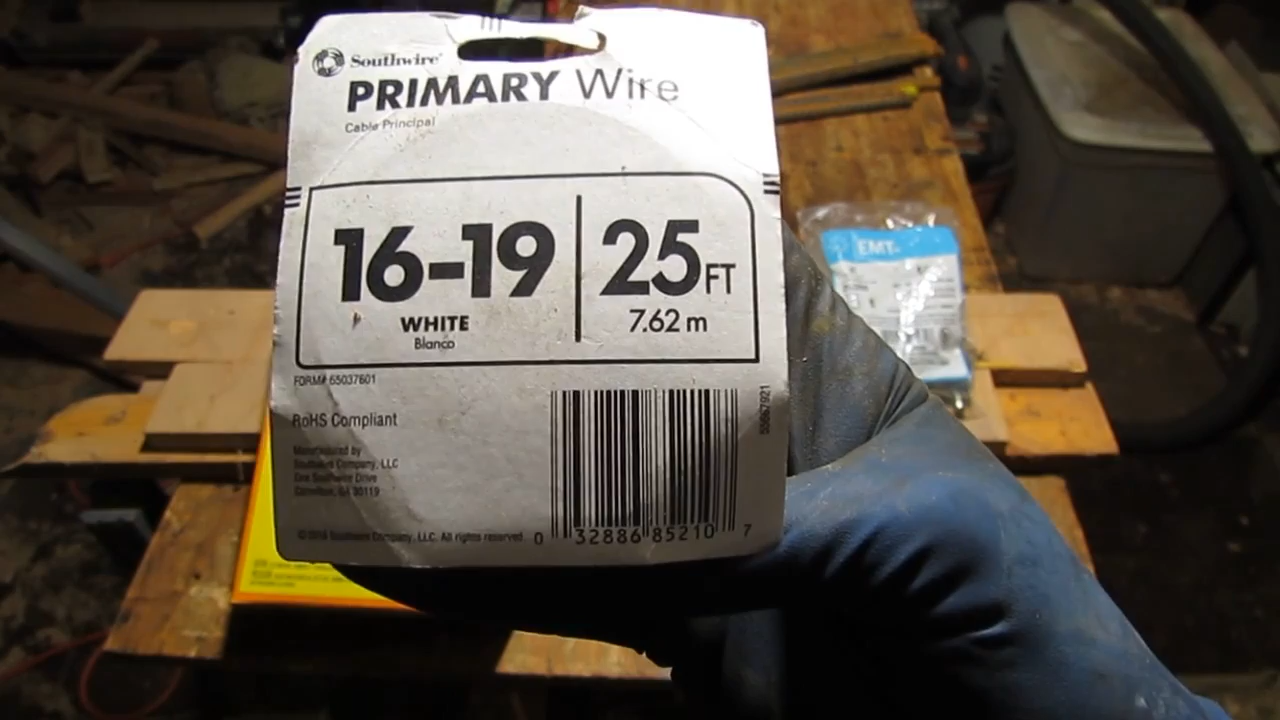 Southwire
PRIMARY Wire
Cable Principal
16-19
WHITE
Blanco
25 FT
7.62 m
FORM# 65037601
RoHS Compliant
Manufactured by
Southwire Company, LLC
One Southwire Drive
Carrollton, GA 30119
Southwire Company, LLC. All rights reserved
0 32886 85210 7
EMT